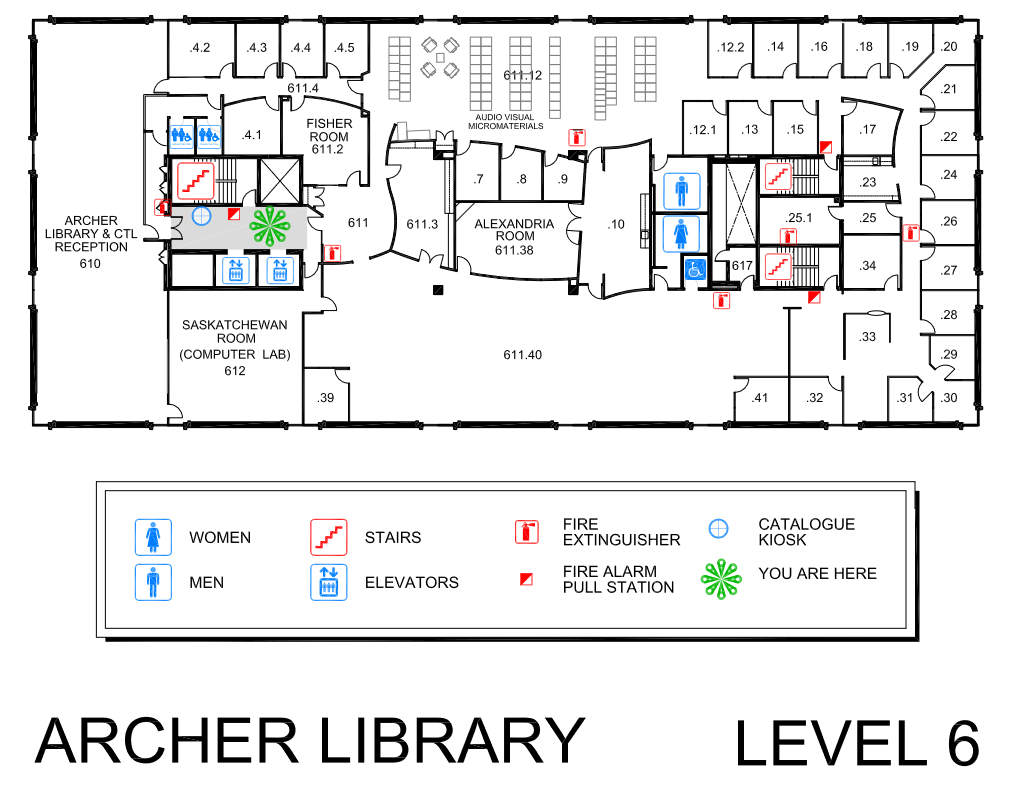 .4.2
.4.3
.4.4
.4.5
611.12
.12.2
.14
.16
.18
.19
.20
611.4
.21
AUDIO VISUAL
MICROMATERIALS
.4.1
FISHER
ROOM
611.2
.12.1
.13
.15
.17
.22
.7
.8
.9
.23
.24
ARCHER
LIBRARY & CTL
RECEPTION
610
611
611.3
ALEXANDRIA
ROOM
611.38
.10
.25.1
.25
.26
617
.34
.27
.28
SASKATCHEWAN
ROOM
(COMPUTER LAB)
612
611.40
.33
.29
.39
.41
.32
.31
.30
WOMEN
STAIRS
FIRE
EXTINGUISHER
CATALOGUE
KIOSK
MEN
ELEVATORS
FIRE ALARM
PULL STATION
YOU ARE HERE
ARCHER LIBRARY
LEVEL 6